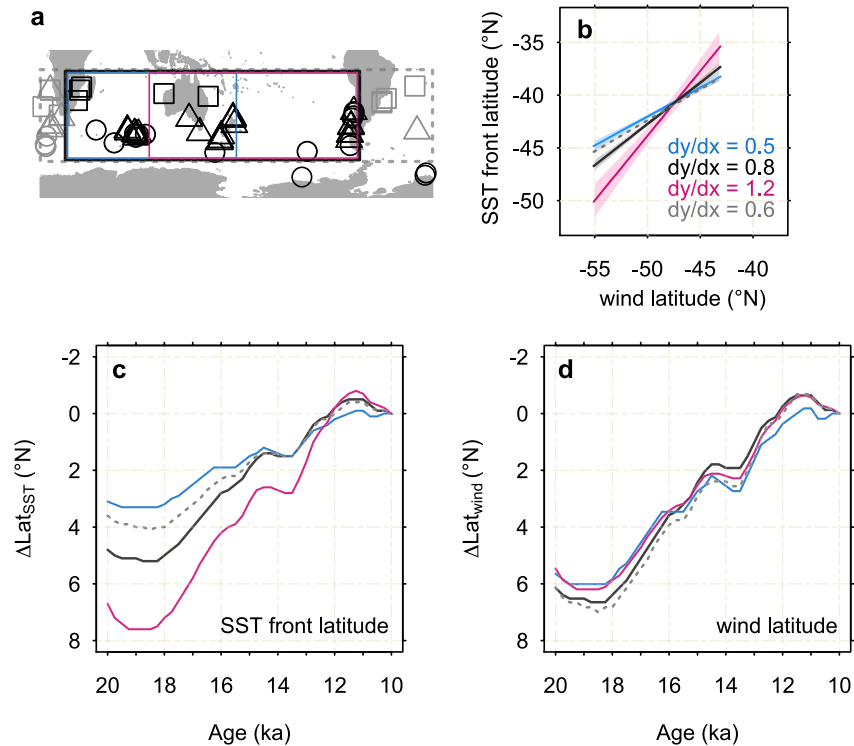 a
b
SST front latitude (°N)
-35
-40
-45
-50
dy/dx = 0.5
dy/dx = 0.8
dy/dx = 1.2
dy/dx = 0.6
-55 -50 -45 -40
wind latitude (°N)
c
ΔLatSST (°N)
-2
0
2
4
6
8
SST front latitude
20 18 16 14 12 10
Age (ka)
d
ΔLatwind (°N)
-2
0
2
4
6
8
wind latitude
20 18 16 14 12 10
Age (ka)